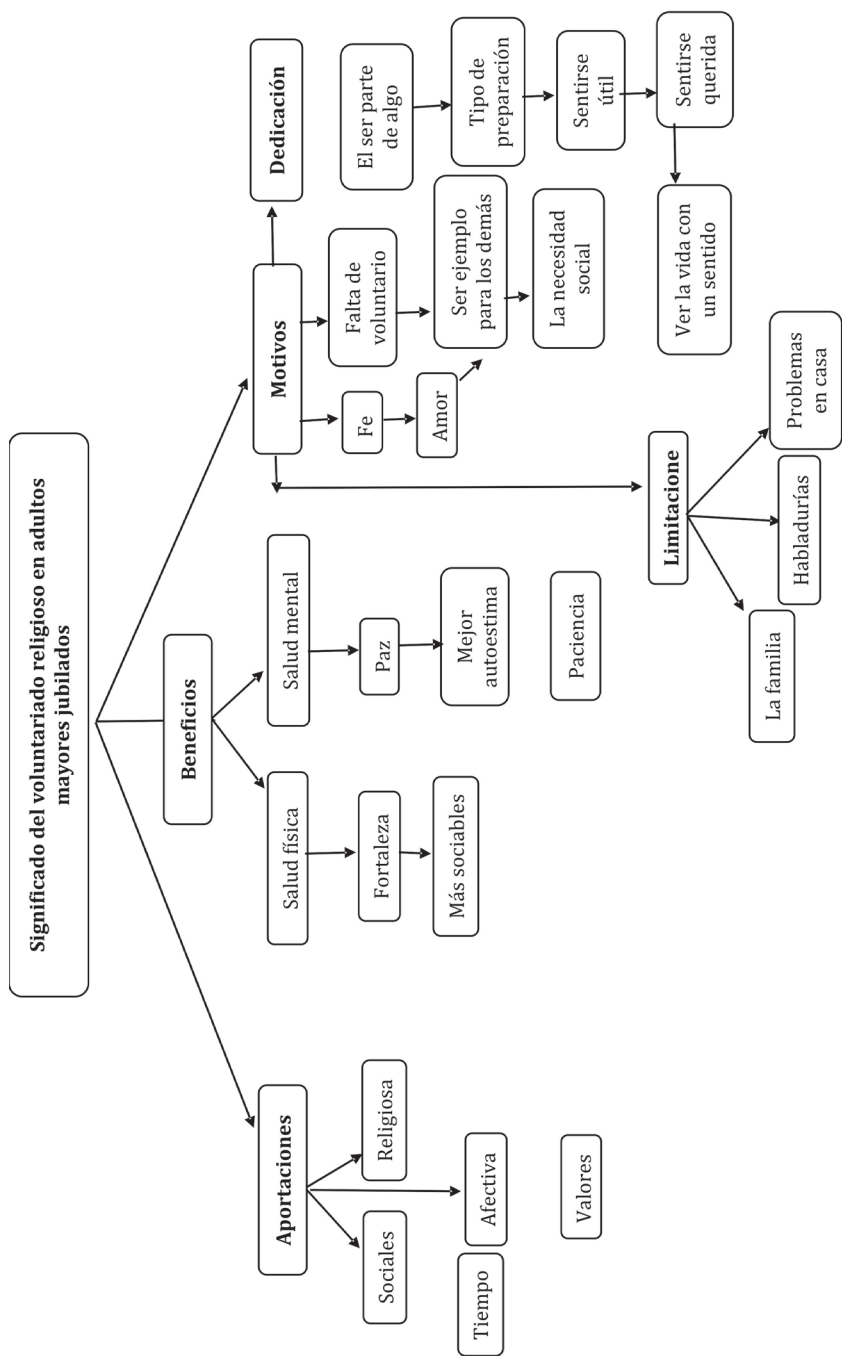 Significado del voluntariado religioso en adultos
mayores jubilados
Aportaciones
Sociales
Religiosa
Tiempo
Afectiva
Valores
Beneficios
Salud física
Fortaleza
Más sociables
Salud mental
Paz
Mejor
autoestima
Paciencia
Motivos
Fe
Amor
Falta de
voluntario
Ser ejemplo
para los demás
La necesidad
social
Dedicación
El ser parte
de algo
Tipo de
preparación
Sentirse
útil
Sentirse
querida
Ver la vida con
un sentido
Limitacione
La familia
Habladurías
Problemas
en casa